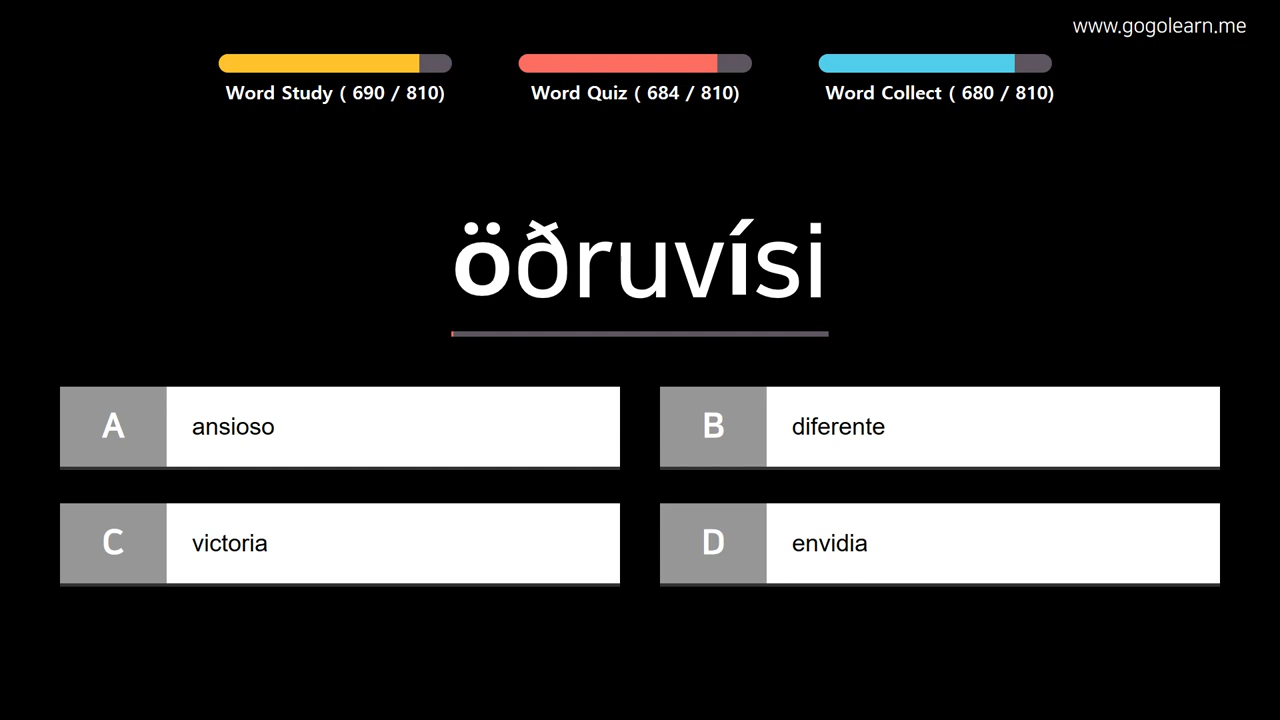 www.gogolearn.me
Word Study ( 690 / 810)
Word Quiz ( 684 / 810)
Word Collect ( 680 / 810)
öðruvísi
A ansioso
B diferente
C victoria
D envidia